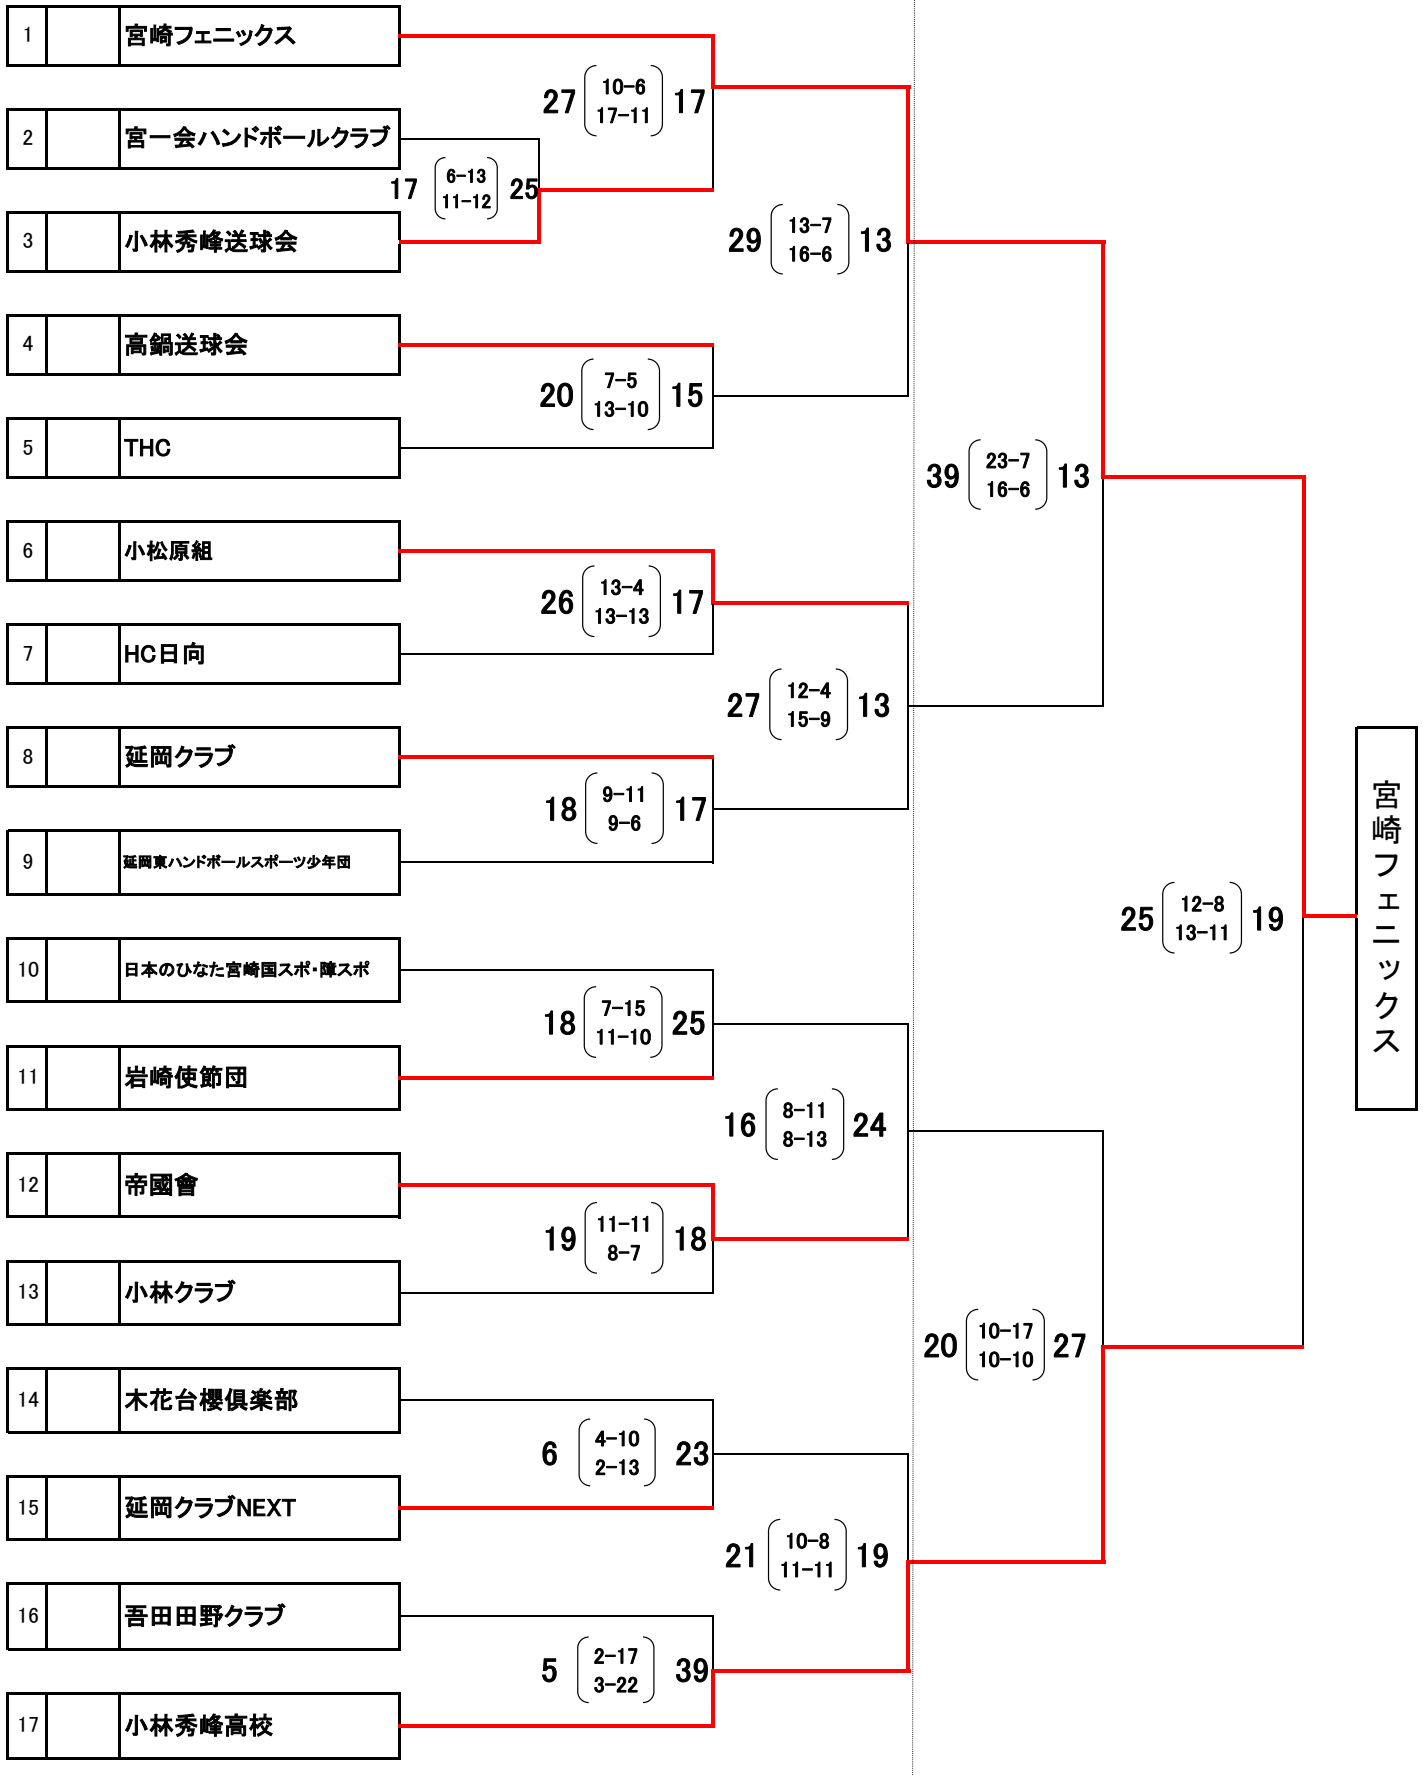 1 宮崎フェニックス
27 10-6 17
17-11
2 宮一会ハンドボールクラブ
17 6-13 25
11-12
3 小林秀峰送球会
29 13-7 13
16-6
4 高鍋送球会
20 7-5 15
13-10
5 THC
39 23-7 13
16-6
6 小松原組
26 13-4 17
13-13
7 HC日向
27 12-4 13
15-9
8 延岡クラブ
18 9-11 17
9-6
9 延岡東ハンドボールスポーツ少年団
25 12-8 19
13-11
宮崎フェニックス
10 日本のひなた宮崎国スポ・障スポ
18 7-15 25
11-10
11 岩崎使節団
16 8-11 24
8-13
12 帝國會
19 11-11 18
8-7
13 小林クラブ
20 10-17 27
10-10
14 木花台櫻倶楽部
6 4-10 23
2-13
15 延岡クラブNEXT
21 10-8 19
11-11
16 吾田田野クラブ
5 2-17 39
3-22
17 小林秀峰高校